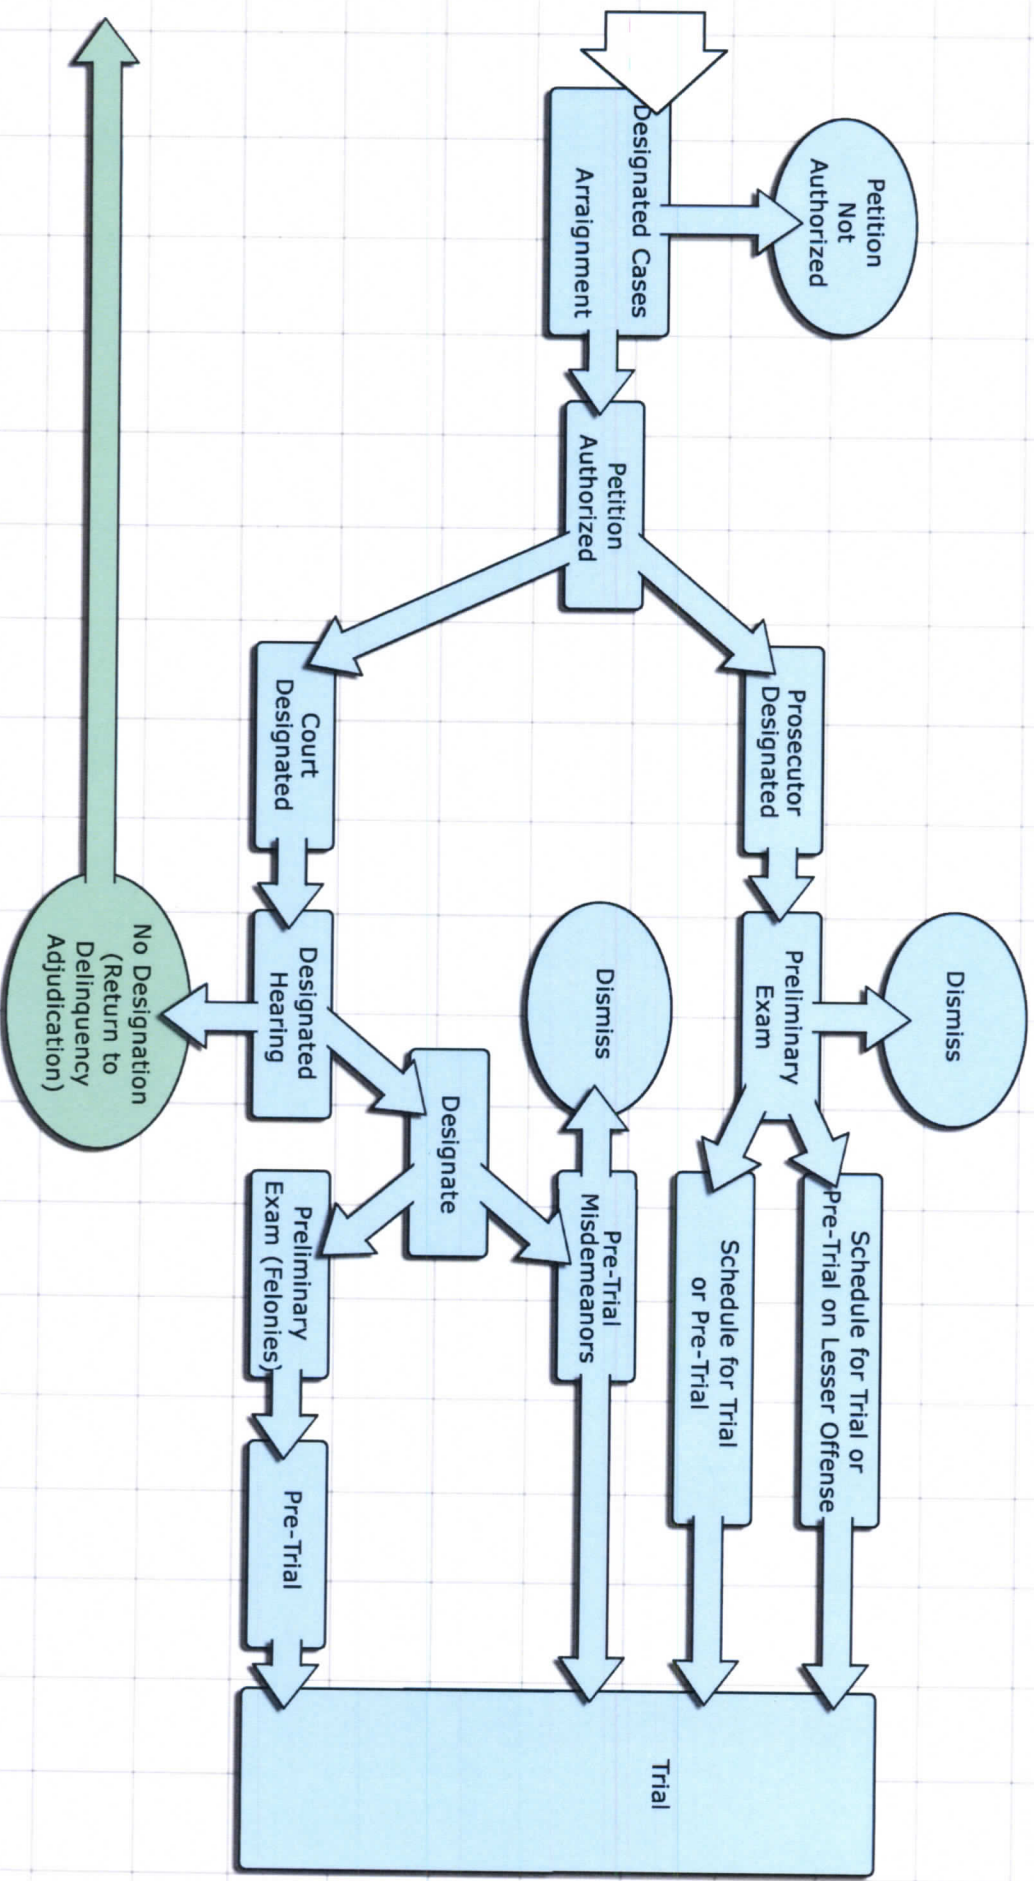 Petition
Not
Authorized
Designated Cases
Arraignment
Petition
Authorized
Prosecutor
Designated
Preliminary
Exam
Dismiss
Schedule for Trial or
Pre-Trial on Lesser Offense
Schedule for Trial
or Pre-Trial
Court
Designated
Designated
Hearing
Designate
Dismiss
Pre-Trial
Misdemeanors
Preliminary
Exam (Felonies)
Pre-Trial
Trial
No Designation
(Return to
Delinquency
Adjudication)